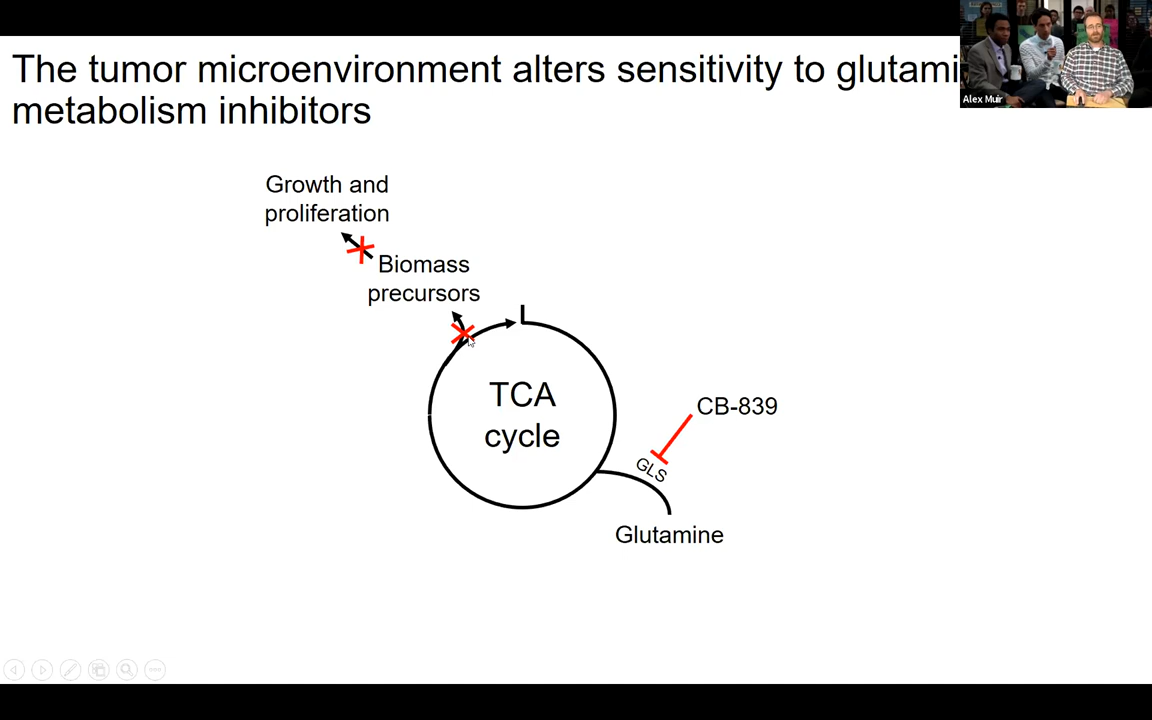 The tumor microenvironment alters sensitivity to glutami
metabolism inhibitors
Alex Muir
Growth and
proliferation
Biomass
precursors
TCA
cycle
CB-839
GLS
Glutamine